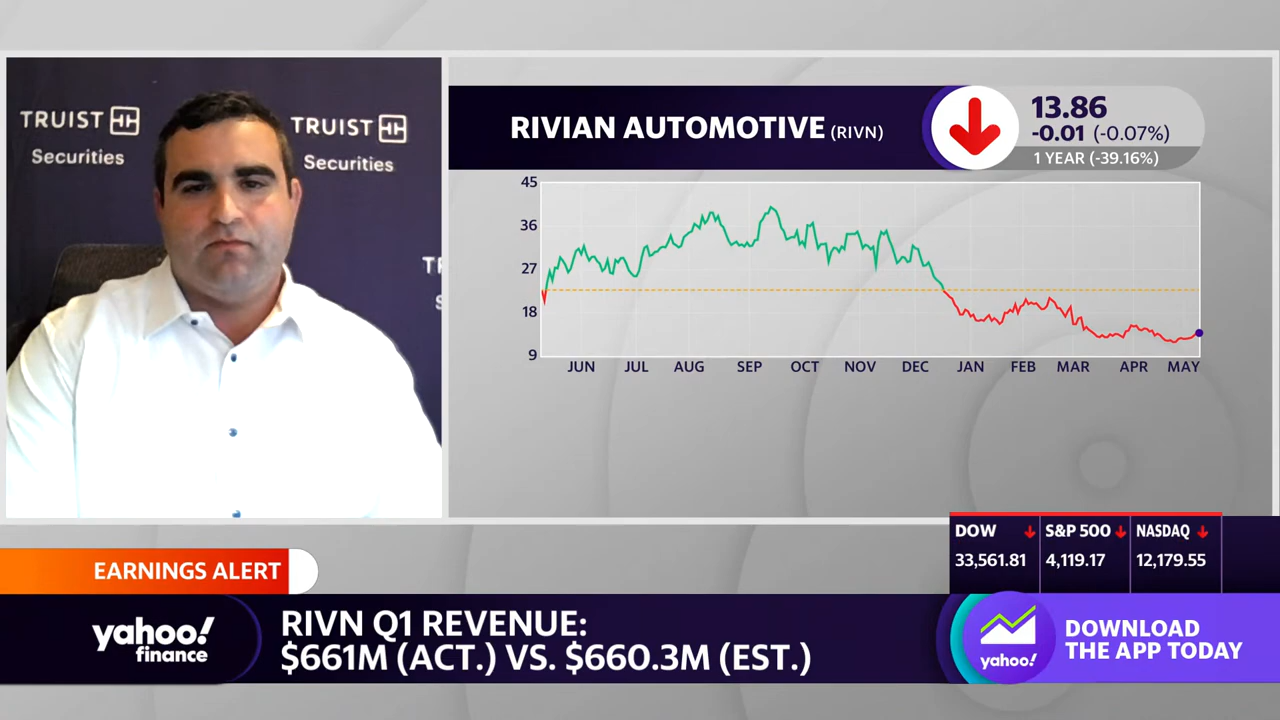 TRUIST
Securities
TRUIST
Securities
RIVIAN AUTOMOTIVE (RIVN)
13.86
-0.01 (-0.07%)
1 YEAR (-39.16%)
45
36
27
18
9
JUN JUL AUG SEP OCT NOV DEC JAN FEB MAR APR MAY
DOW
33,561.81
S&P 500
4,119.17
NASDAQ
12,179.55
EARNINGS ALERT
yahoo!
finance
RIVN Q1 REVENUE:
$661M (ACT.) VS. $660.3M (EST.)
yahoo!
DOWNLOAD
THE APP TODAY